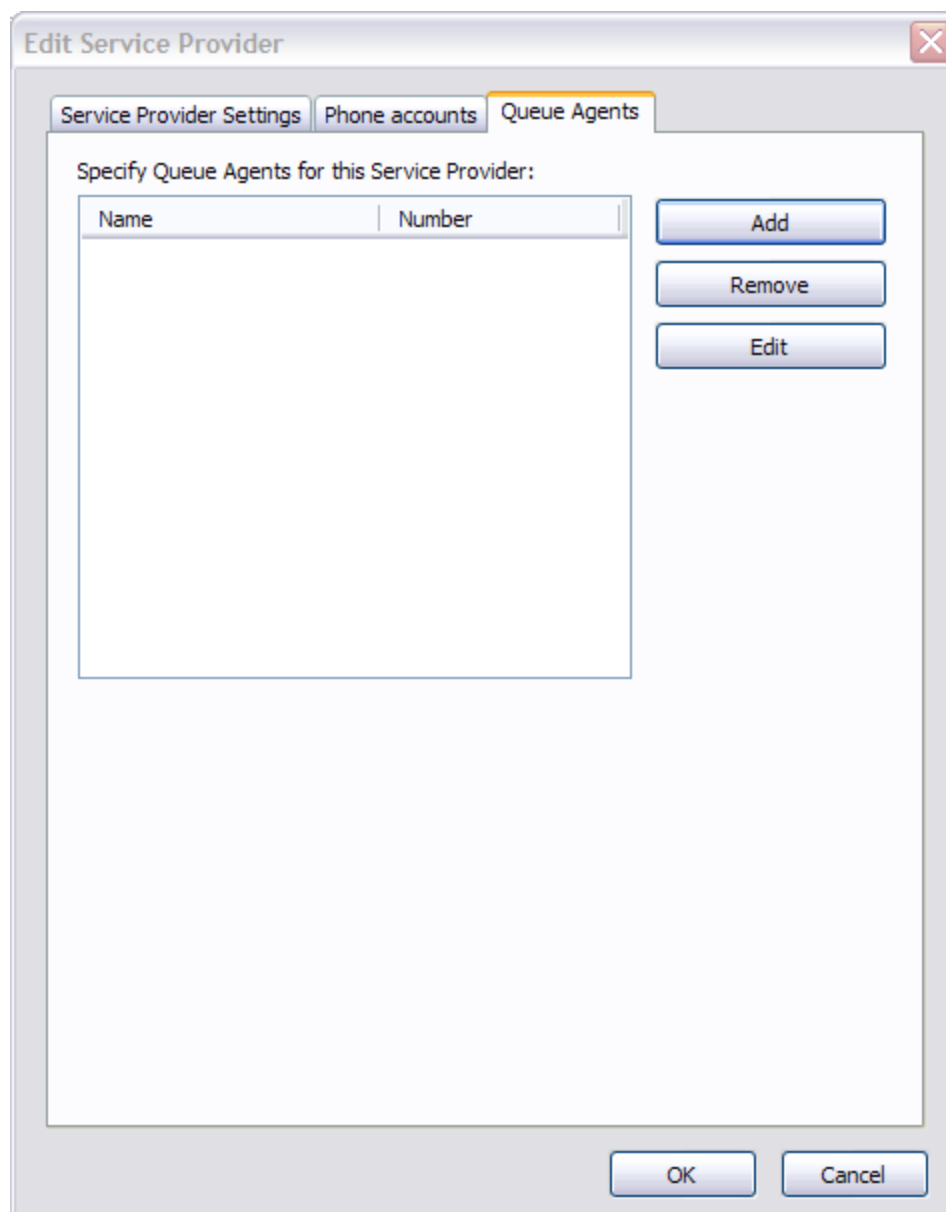 Edit Service Provider
Service Provider Settings Phone accounts Queue Agents
Specify Queue Agents for this Service Provider:
Name Number Add
Remove
Edit
OK Cancel